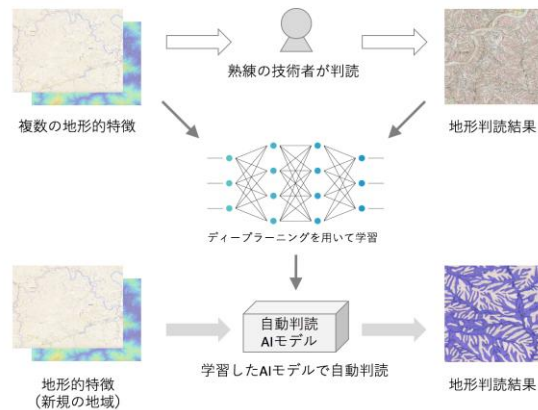 熟練の技術者が判読
複数の地形的特徴
地形判読結果
ディープラーニングを用いて学習
自動判読
AIモデル
学習したAIモデルで自動判読
地形的特徴
（新規の地域）
地形判読結果